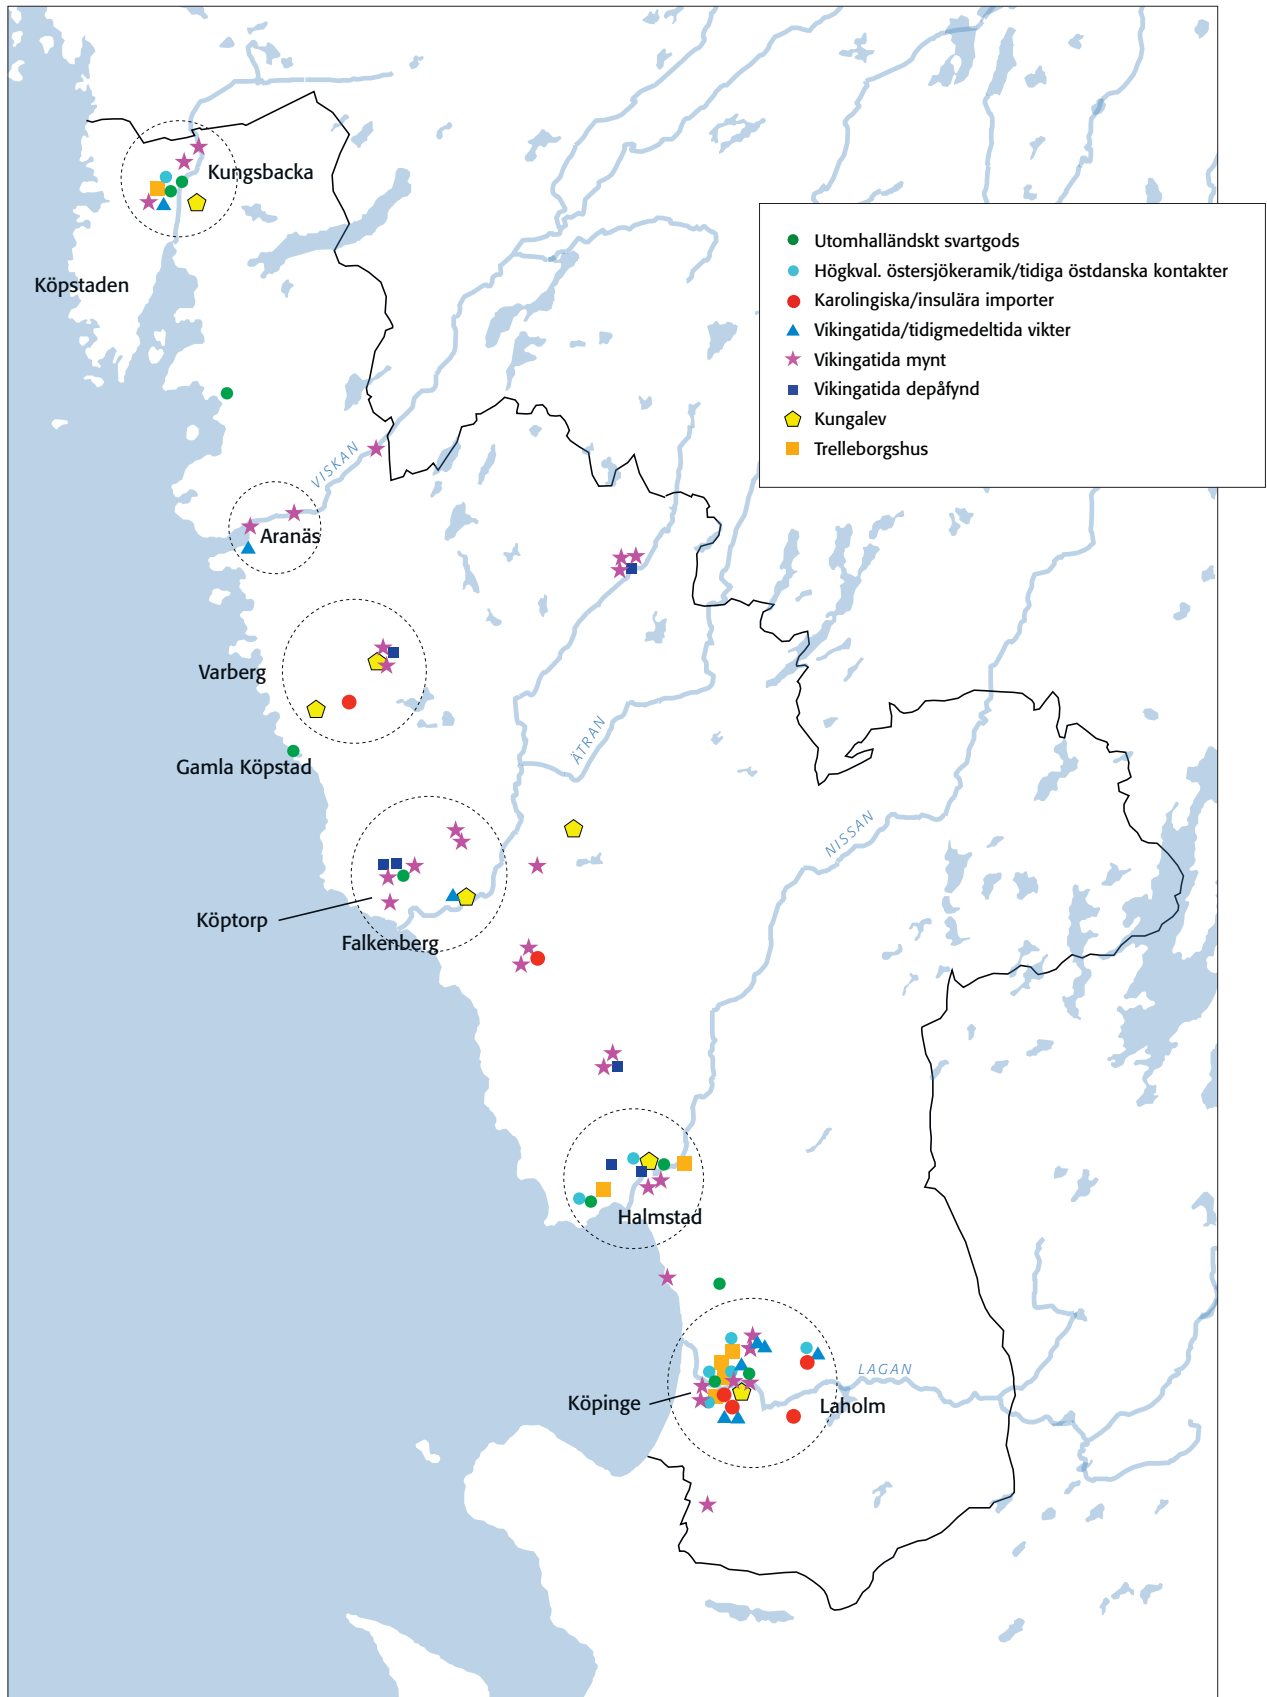 Kungsbacka
Köpstaden
Utomhalländskt svartgods
Högkval. östersjökeramik/tidiga östdanska kontakter
Karolingiska/insulära importer
Vikingatida/tidigmedeltida vikter
Vikingatida mynt
Vikingatida depåfynd
Kungalev
Trelleborgshus
VISKAN
Aranäs
Varberg
ÄTRAN
Gamla Köpstad
NISSAN
Köptorp
Falkenberg
Halmstad
LAGAN
Köpinge
Laholm